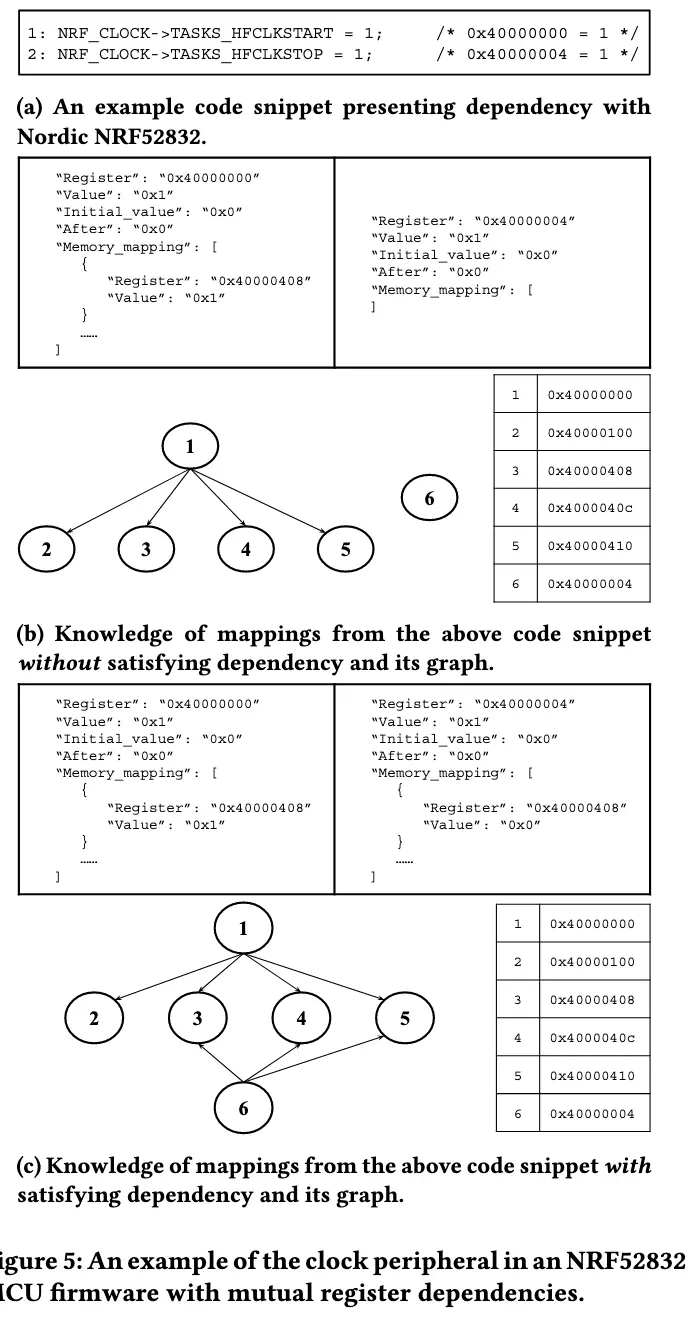 1: NRF_CLOCK->TASKS_HFCLKSTART = 1; /* 0x40000000 = 1 */
2: NRF_CLOCK->TASKS_HFCLKSTOP = 1; /* 0x40000004 = 1 */
(a) An example code snippet presenting dependency with
Nordic NRF52832.
“Register”: “0x40000000”
“Value”: “0x1”
“Initial_value”: “0x0”
“After”: “0x0”
“Memory_mapping”: [
{
“Register”: “0x40000408”
“Value”: “0x1”
}
……
]
“Register”: “0x40000004”
“Value”: “0x1”
“Initial_value”: “0x0”
“After”: “0x0”
“Memory_mapping”: [
]
1
2
3
4
5
6
1 0x40000000
2 0x40000100
3 0x40000408
4 0x4000040c
5 0x40000410
6 0x40000004
(b) Knowledge of mappings from the above code snippet
without satisfying dependency and its graph.
“Register”: “0x40000000”
“Value”: “0x1”
“Initial_value”: “0x0”
“After”: “0x0”
“Memory_mapping”: [
{
“Register”: “0x40000408”
“Value”: “0x1”
}
……
]
“Register”: “0x40000004”
“Value”: “0x1”
“Initial_value”: “0x0”
“After”: “0x0”
“Memory_mapping”: [
{
“Register”: “0x40000408”
“Value”: “0x0”
}
……
]
1
2
3
4
5
6
1 0x40000000
2 0x40000100
3 0x40000408
4 0x4000040c
5 0x40000410
6 0x40000004
(c) Knowledge of mappings from the above code snippet with
satisfying dependency and its graph.
igure 5: An example of the clock peripheral in an NRF52832
MCU firmware with mutual register dependencies.